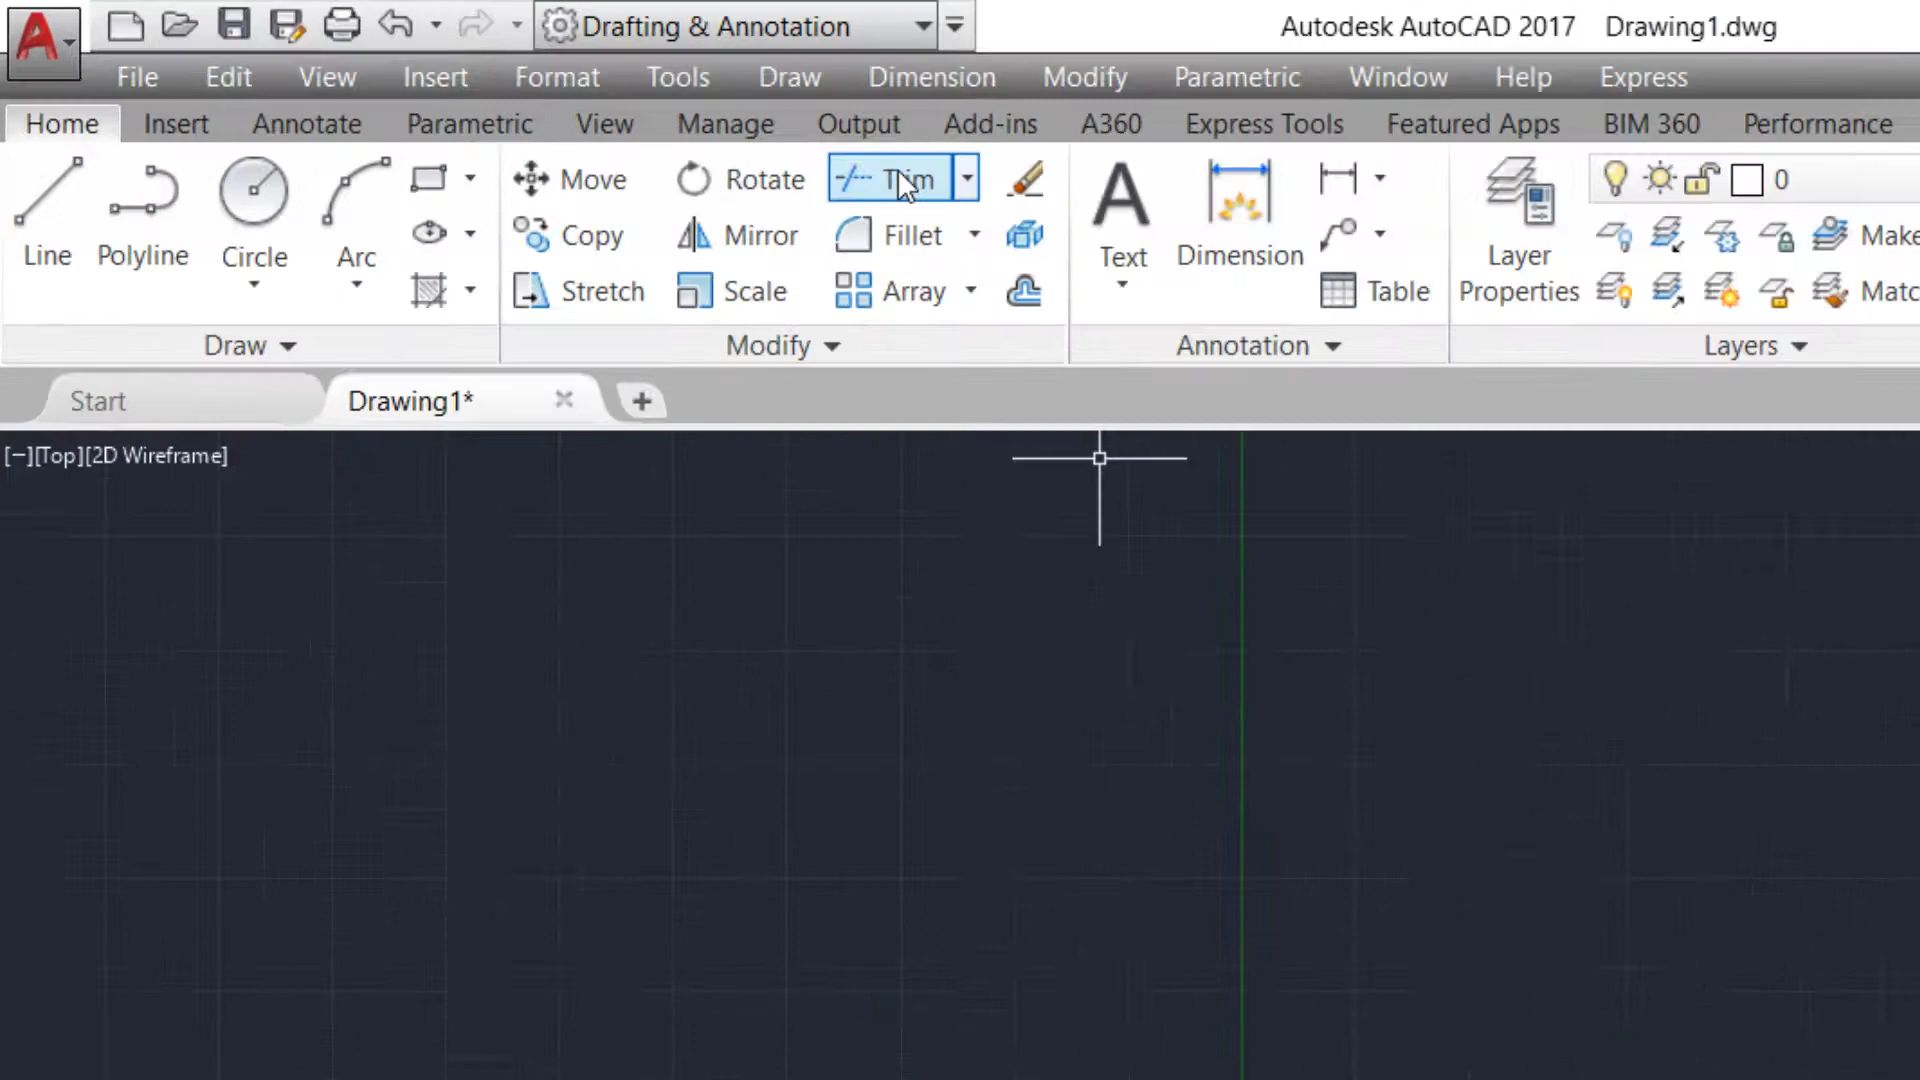 Drafting & Annotation Autodesk AutoCAD 2017 Drawing1.dwg
File Edit View Insert Format Tools Draw Dimension Modify Parametric Window Help Express
Home Insert Annotate Parametric View Manage Output Add-ins A360 Express Tools Featured Apps BIM 360 Performance
Move Rotate Trim 0
Copy Mirror Fillet Make
Line Polyline Circle Arc Text Dimension Layer
Properties
Stretch Scale Array Table Matc
Draw Modify Annotation Layers
Start Drawing1*
[−][Top][2D Wireframe]